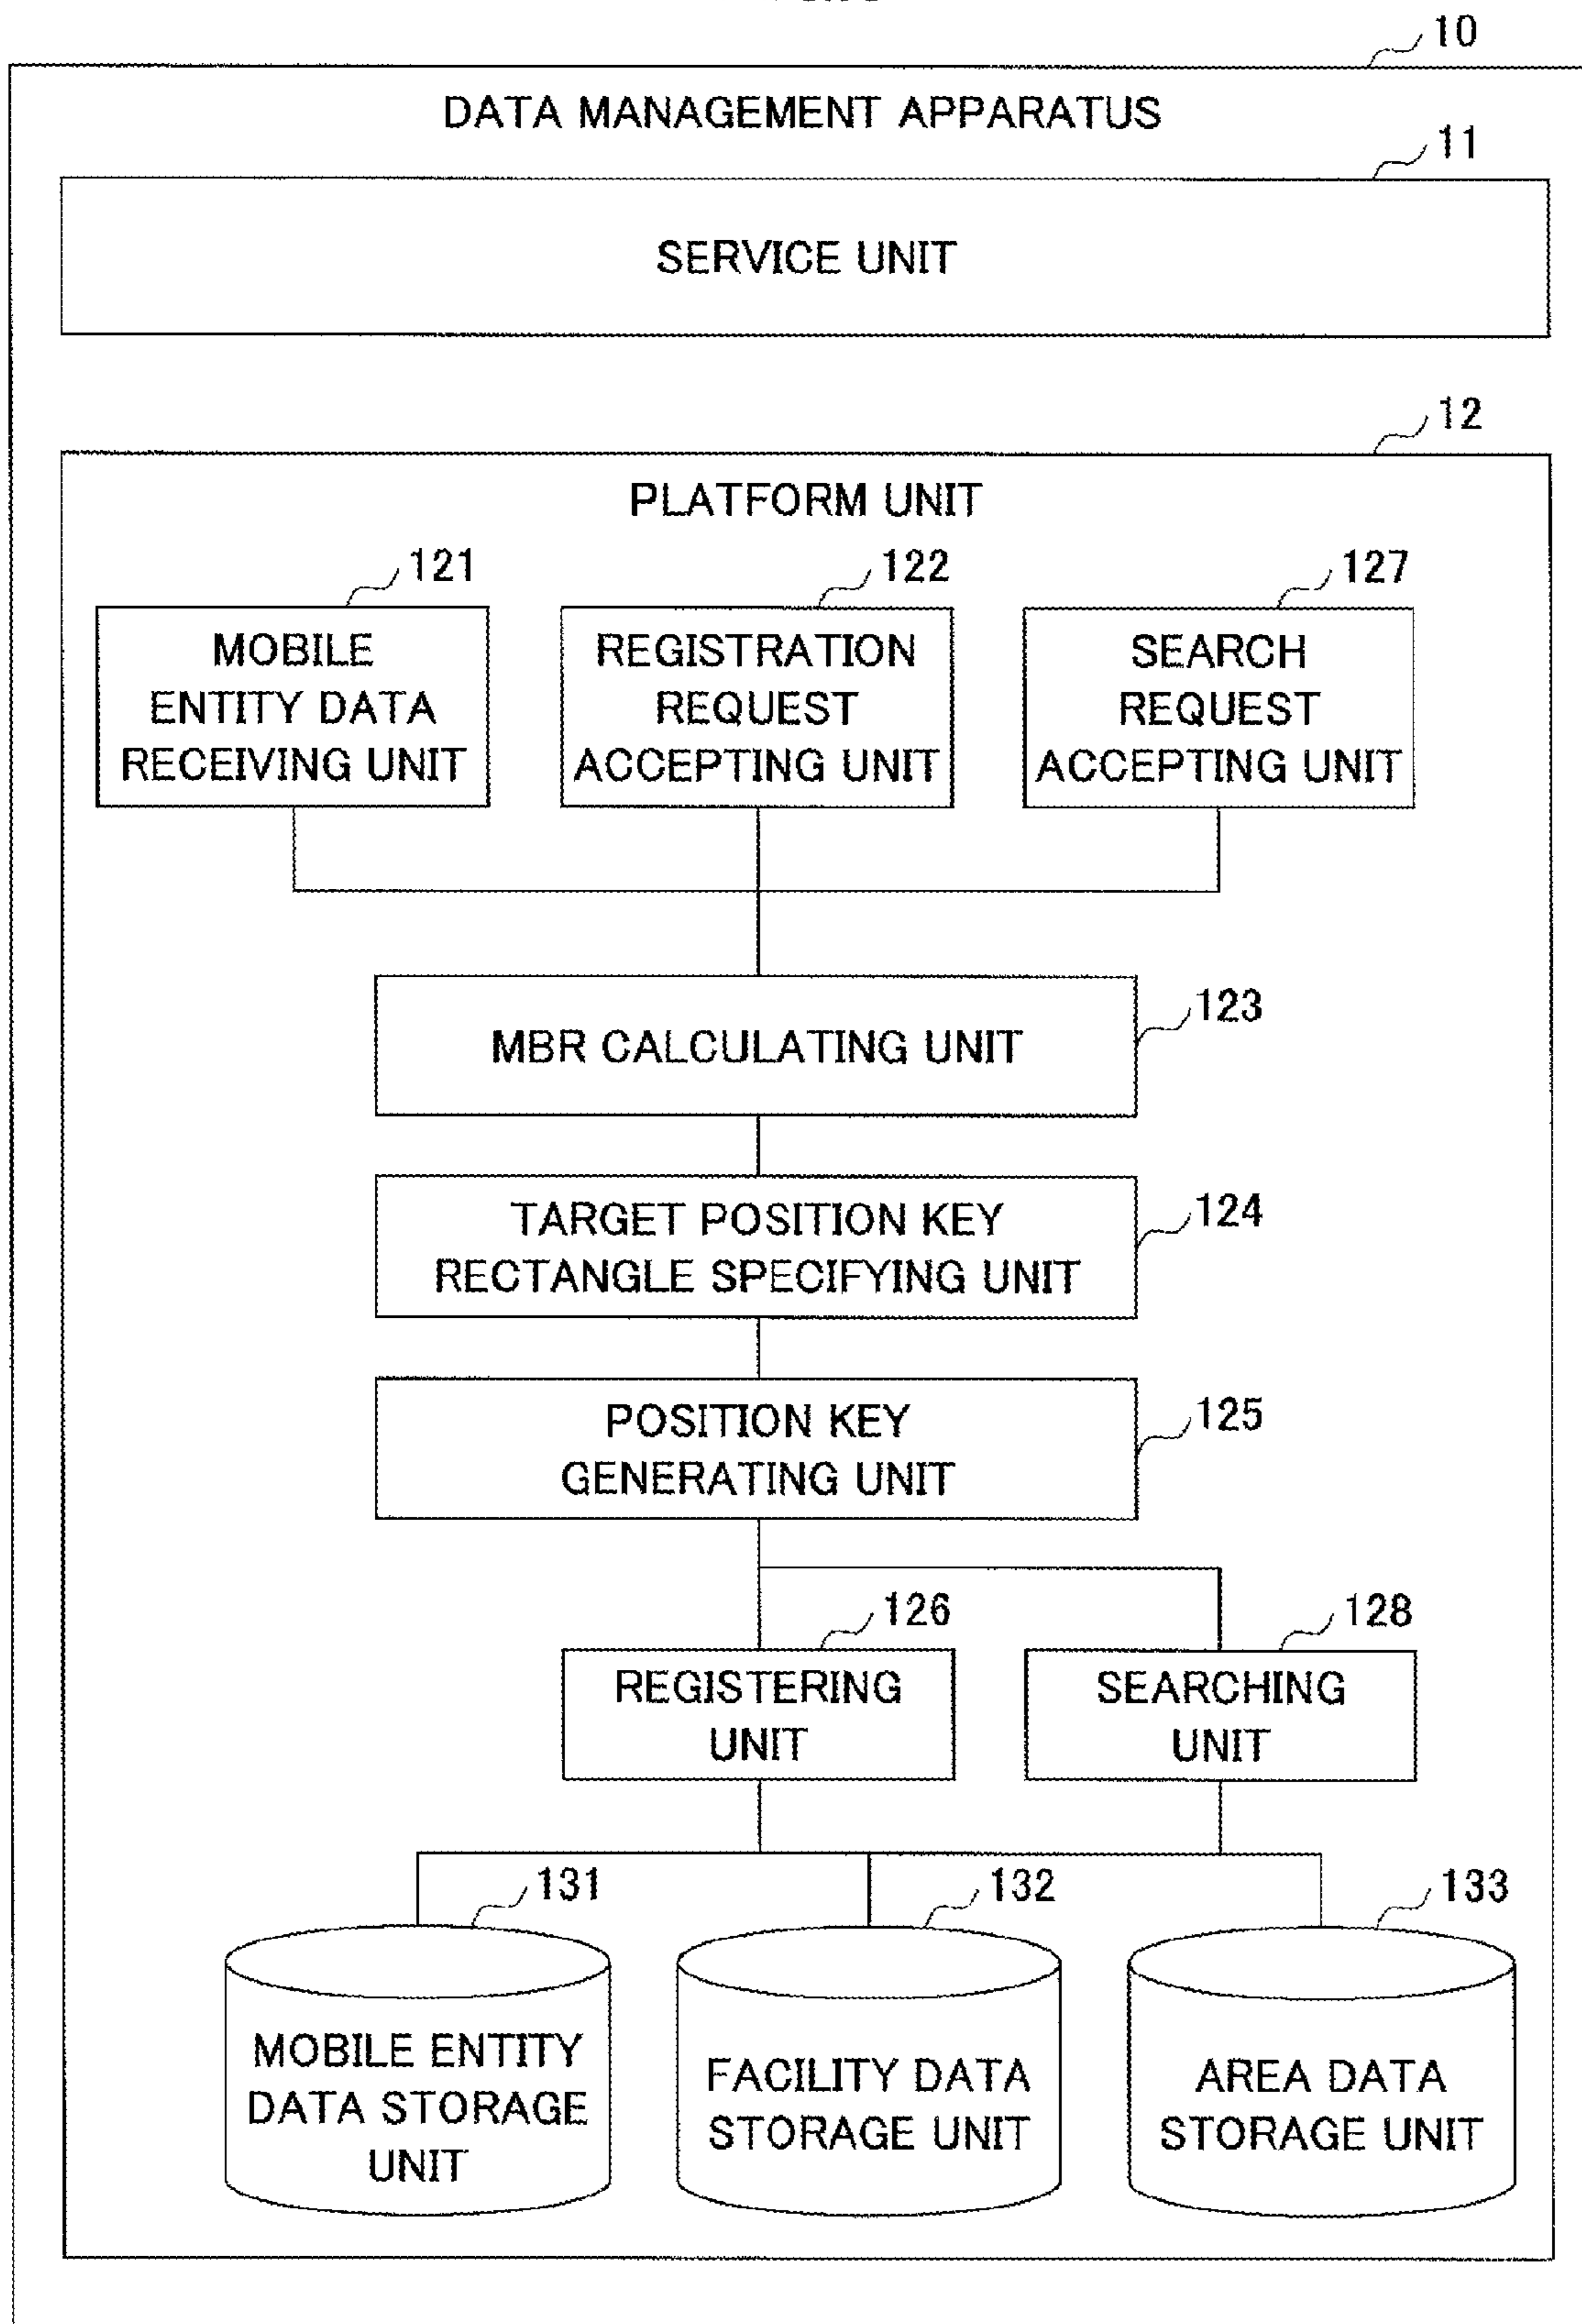 10
DATA MANAGEMENT APPARATUS
11
SERVICE UNIT
12
PLATFORM UNIT
121
122
127
MOBILE
ENTITY DATA
RECEIVING UNIT
REGISTRATION
REQUEST
ACCEPTING UNIT
SEARCH
REQUEST
ACCEPTING UNIT
123
MBR CALCULATING UNIT
124
TARGET POSITION KEY
RECTANGLE SPECIFYING UNIT
125
POSITION KEY
GENERATING UNIT
126
128
REGISTERING
UNIT
SEARCHING
UNIT
131
132
133
MOBILE ENTITY
DATA STORAGE
UNIT
FACILITY DATA
STORAGE UNIT
AREA DATA
STORAGE UNIT